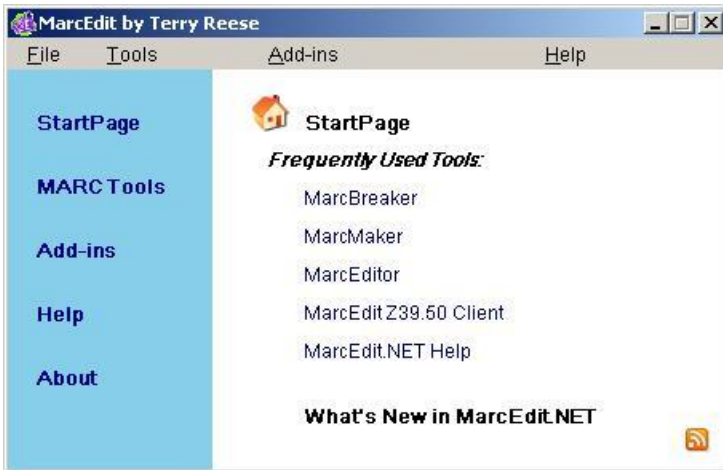 MarcEdit by Terry Reese
File Tools Add-ins Help
StartPage
MARC Tools
Add-ins
Help
About
StartPage
Frequently Used Tools:
MarcBreaker
MarcMaker
MarcEditor
MarcEdit Z39.50 Client
MarcEdit.NET Help
What's New in MarcEdit.NET